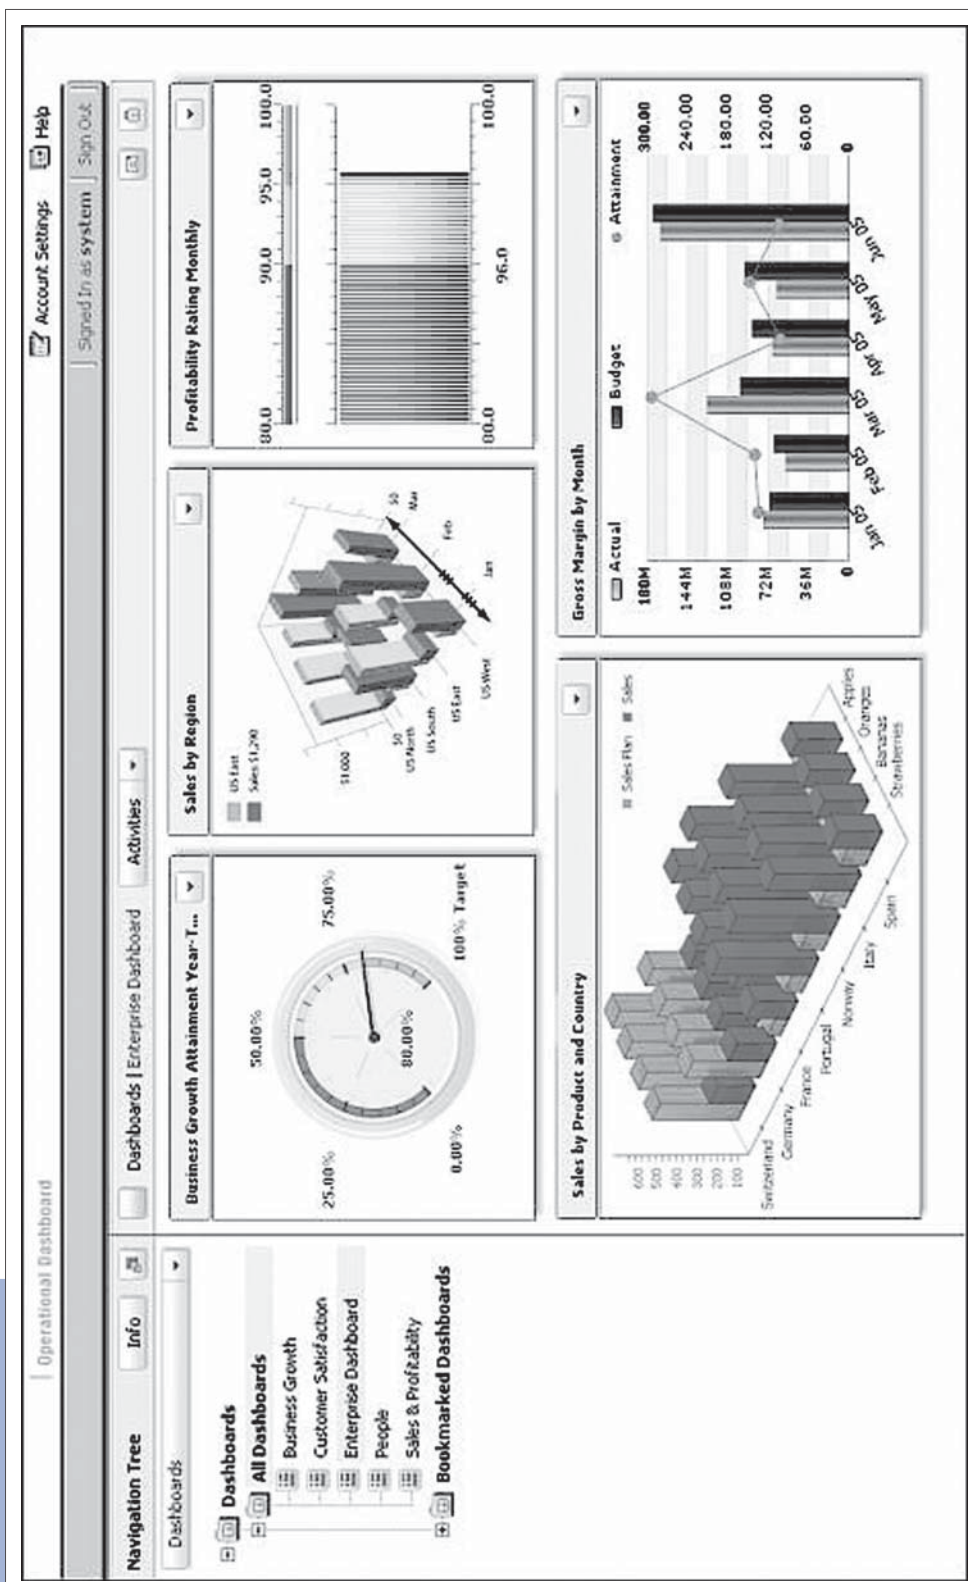 Operational Dashboard
Account Settings Help
Signed In as system Sign Out
Navigation Tree Info
Dashboards
Dashboards
All Dashboards
Business Growth
Customer Satisfaction
Enterprise Dashboard
People
Sales & Profitability
Bookmarked Dashboards
Dashboards | Enterprise Dashboard Activities
Business Growth Attainment Year-T...
50.00%
25.00% 75.00%
80.00%
0.00% 100% Target
Sales by Region
US East
Sales $1,290
$1,000
$0
US North
US South
US East
US West
Jan
Feb
Mar
$0
Profitability Rating Monthly
80.0 90.0 95.0 100.0
80.0 96.0 100.0
Sales by Product and Country
Sales Plan Sales
600
500
400
300
200
100
Switzerland
Germany
France
Portugal
Norway
Italy
Spain
Apples
Oranges
Bananas
Strawberries
Gross Margin by Month
Actual Budget Attainment
180M 300.00
144M 240.00
108M 180.00
72M 120.00
36M 60.00
0 0
Jan 05 Feb 05 Mar 05 Apr 05 May 05 Jun 05